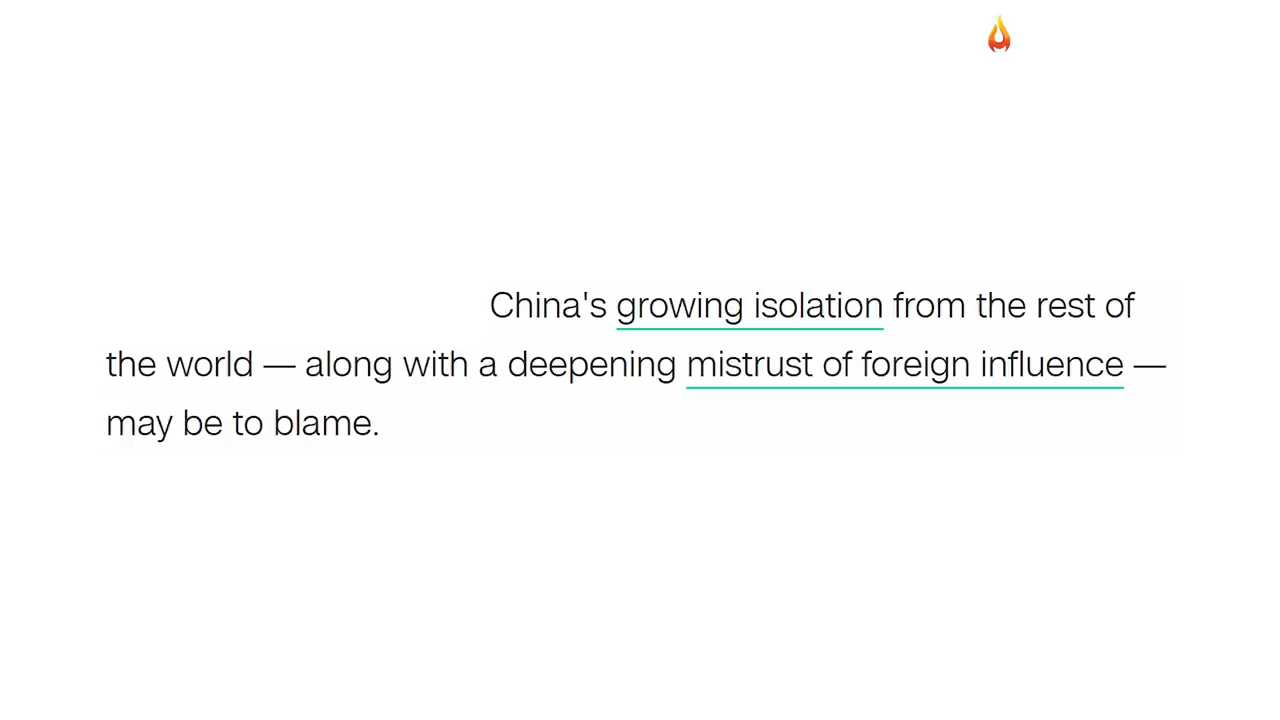 China's growing isolation from the rest of
the world — along with a deepening mistrust of foreign influence —
may be to blame.